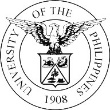 UNIVERSITY OF THE PHILIPPINES
1908